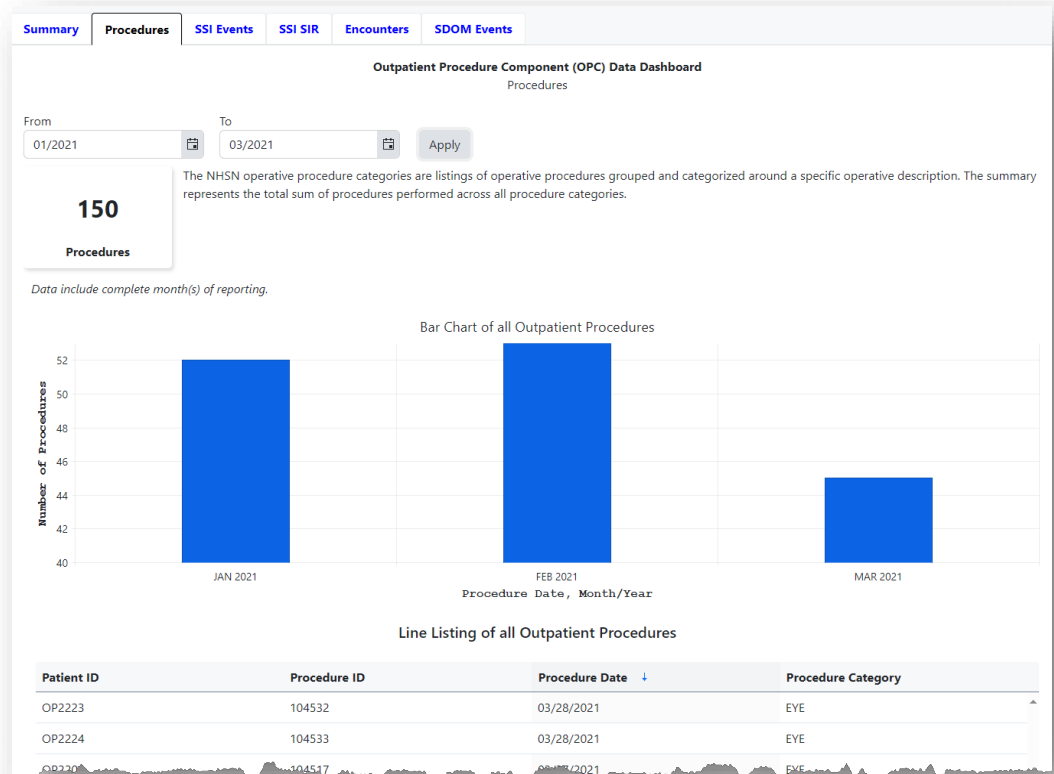 Summary Procedures SSI Events SSI SIR Encounters SDOM Events
Outpatient Procedure Component (OPC) Data Dashboard
Procedures
From To
01/2021 03/2021 Apply
The NHSN operative procedure categories are listings of operative procedures grouped and categorized around a specific operative description. The summary
represents the total sum of procedures performed across all procedure categories.
150
Procedures
Data include complete month(s) of reporting.
Bar Chart of all Outpatient Procedures
Number of Procedures
52
50
48
46
44
42
40
JAN 2021 FEB 2021 MAR 2021
Procedure Date, Month/Year
Line Listing of all Outpatient Procedures
Patient ID Procedure ID Procedure Date ↓ Procedure Category
OP2223 104532 03/28/2021 EYE
OP2224 104533 03/28/2021 EYE